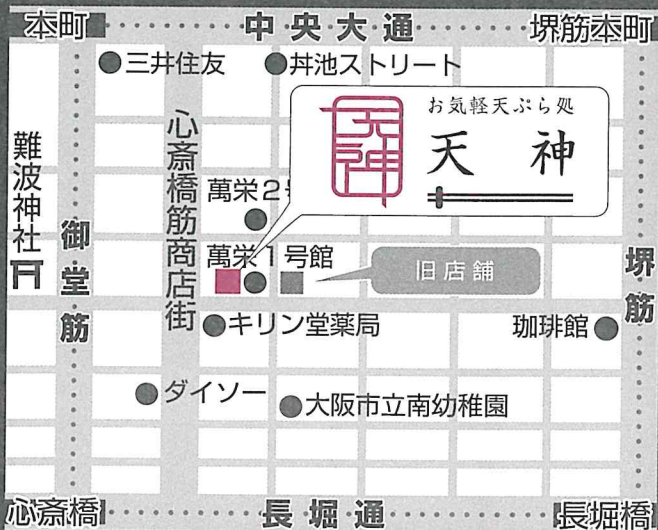 本町
中央大通
堺筋本町
三井住友
丼池ストリート
お気軽天ぷら処
天神
天神
心斎橋筋商店街
難波神社
御堂筋
萬栄2
萬栄1号館
旧店舗
堺筋
キリン堂薬局
珈琲館
ダイソー
大阪市立南幼稚園
心斎橋
長堀通
長堀橋